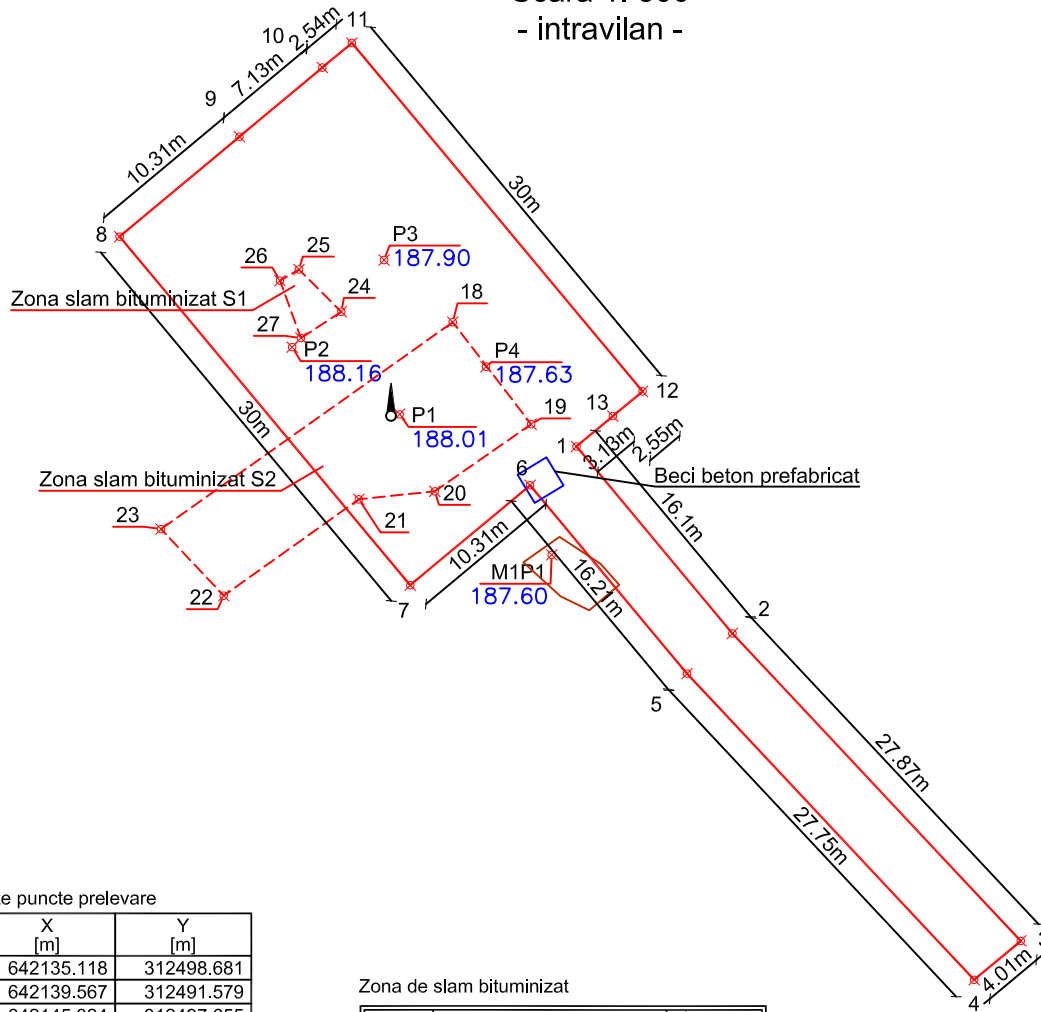 - intravilan -
11
10
2.54m
7.13m
9
10.31m
30m
8
P3
187.90
25
26
Zona slam bituminizat S1
24
18
27
P2
188.16
P4
187.63
12
13
19
P1
188.01
1
3.13m
2.55m
30m
6
Beci beton prefabricat
Zona slam bituminizat S2
20
21
23
10.31m
16.1m
M1P1
187.60
16.21m
22
7
2
5
27.87m
27.75m
3
4.01m
4
te puncte prelevare
X Y
[m] [m]
642135.118 312498.681
642139.567 312491.579
Zona de slam bituminizat